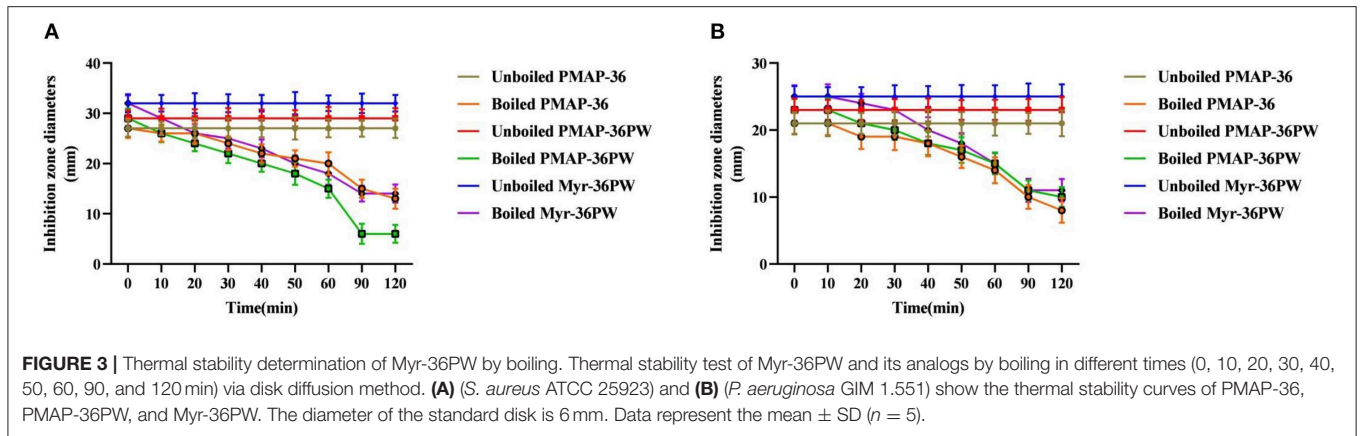 A
Inhibition zone diameters
(mm)
40
30
20
10
0
0 10 20 30 40 50 60 90 120
Time(min)
Unboiled PMAP-36
Boiled PMAP-36
Unboiled PMAP-36PW
Boiled PMAP-36PW
Unboiled Myr-36PW
Boiled Myr-36PW
B
Inhibition zone diameters
(mm)
30
20
10
0
0 10 20 30 40 50 60 90 120
Time(min)
Unboiled PMAP-36
Boiled PMAP-36
Unboiled PMAP-36PW
Boiled PMAP-36PW
Unboiled Myr-36PW
Boiled Myr-36PW
FIGURE 3 | Thermal stability determination of Myr-36PW by boiling. Thermal stability test of Myr-36PW and its analogs by boiling in different times (0, 10, 20, 30, 40,
50, 60, 90, and 120 min) via disk diffusion method. (A) (S. aureus ATCC 25923) and (B) (P. aeruginosa GIM 1.551) show the thermal stability curves of PMAP-36,
PMAP-36PW, and Myr-36PW. The diameter of the standard disk is 6 mm. Data represent the mean ± SD (n = 5).